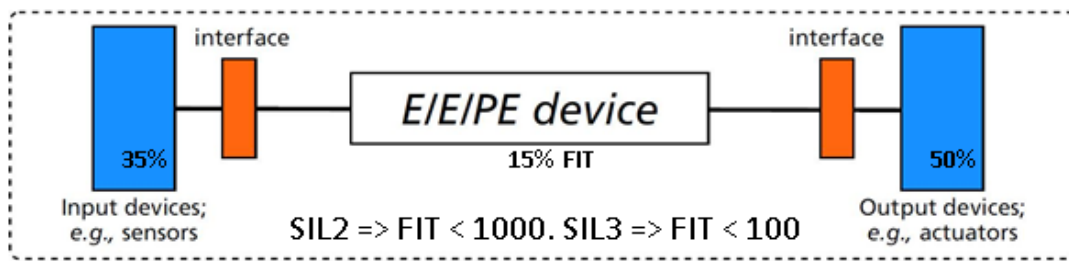 interface
interface
E/E/PE device
35%
15% FIT
50%
Input devices;
e.g., sensors
SIL2 => FIT < 1000. SIL3 => FIT < 100
Output devices;
e.g., actuators